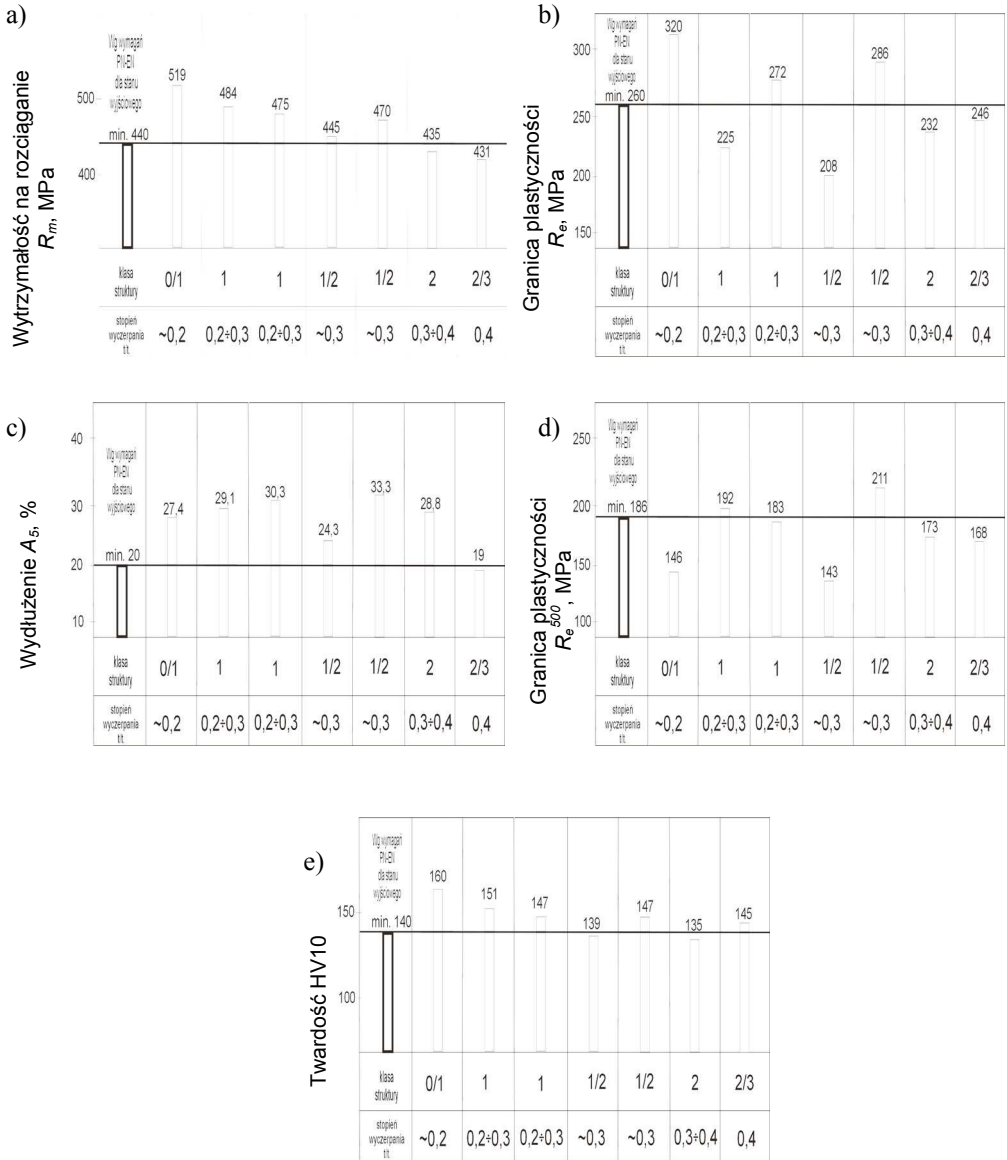 a)
Wytrzymałość na rozciąganie
R_m, MPa
Wg wymagań
PN-EN
dla stanu
wyjściowego
min. 440
500
400
519
484
475
445
470
435
431
klasa
struktury
0/1 1 1 1/2 1/2 2 2/3
stopień
wyczerpania
t/t
~0,2 0,2÷0,3 0,2÷0,3 ~0,3 ~0,3 0,3÷0,4 0,4
b)
Granica plastyczności
R_e, MPa
Wg wymagań
PN-EN
dla stanu
wyjściowego
min. 260
300
250
200
150
320
225
272
208
286
232
246
klasa
struktury
0/1 1 1 1/2 1/2 2 2/3
stopień
wyczerpania
t/t
~0,2 0,2÷0,3 0,2÷0,3 ~0,3 ~0,3 0,3÷0,4 0,4
c)
Wydłużenie A_5, %
Wg wymagań
PN-EN
dla stanu
wyjściowego
min. 20
40
30
20
10
27,4
29,1
30,3
24,3
33,3
28,8
19
klasa
struktury
0/1 1 1 1/2 1/2 2 2/3
stopień
wyczerpania
t/t
~0,2 0,2÷0,3 0,2÷0,3 ~0,3 ~0,3 0,3÷0,4 0,4
d)
Granica plastyczności
R_e^500, MPa
Wg wymagań
PN-EN
dla stanu
wyjściowego
min. 186
250
200
150
100
146
192
183
143
211
173
168
klasa
struktury
0/1 1 1 1/2 1/2 2 2/3
stopień
wyczerpania
t/t
~0,2 0,2÷0,3 0,2÷0,3 ~0,3 ~0,3 0,3÷0,4 0,4
e)
Twardość HV10
Wg wymagań
PN-EN
dla stanu
wyjściowego
min. 140
150
100
160
151
147
139
147
135
145
klasa
struktury
0/1 1 1 1/2 1/2 2 2/3
stopień
wyczerpania
t/t
~0,2 0,2÷0,3 0,2÷0,3 ~0,3 ~0,3 0,3÷0,4 0,4